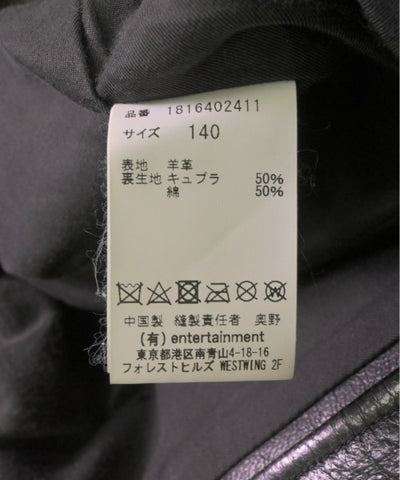 品番 1816402411
サイズ 140
表地 羊革
裏生地 キュプラ 50%
綿 50%
中国製 縫製責任者 奥野
(有) entertainment
東京都港区南青山4-18-16
フォレストヒルズ WESTWING 2F